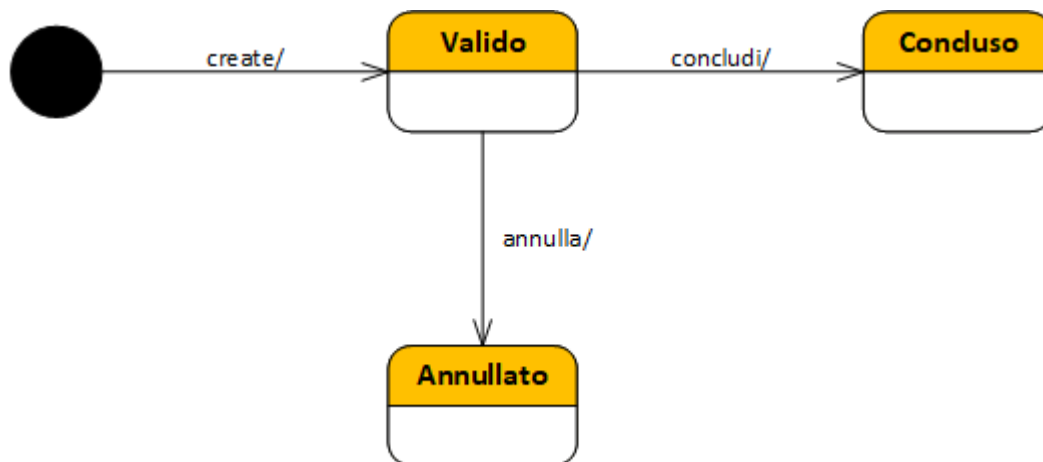 Valido
Concluso
create/
concludi/
annulla/
Annullato